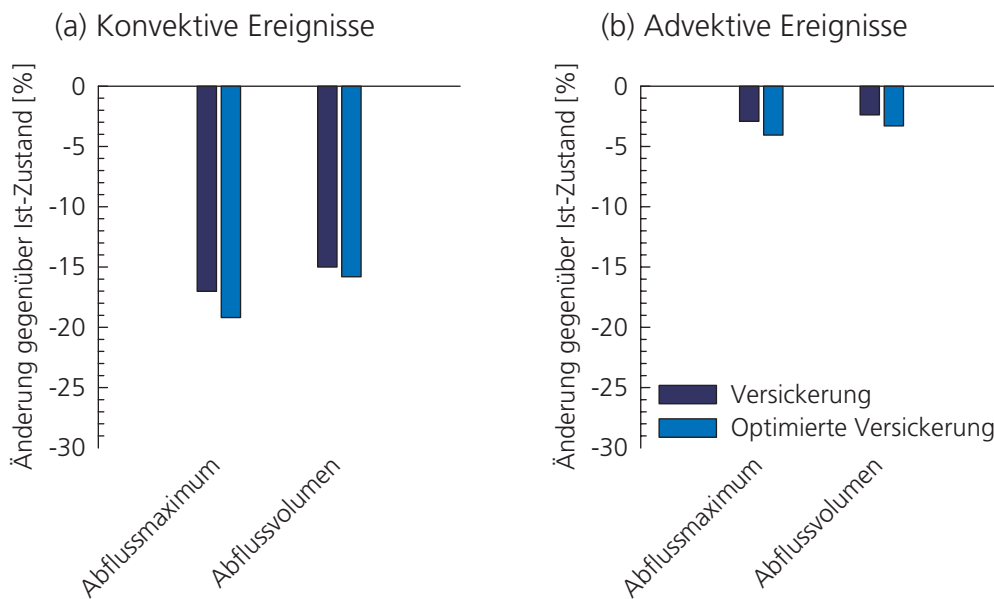 (a) Konvektive Ereignisse
Änderung gegenüber Ist-Zustand [%]
0
-5
-10
-15
-20
-25
-30
Abflussmaximum
Abflussvolumen
(b) Advektive Ereignisse
Änderung gegenüber Ist-Zustand [%]
0
-5
-10
-15
-20
-25
-30
Versickerung
Optimierte Versickerung
Abflussmaximum
Abflussvolumen